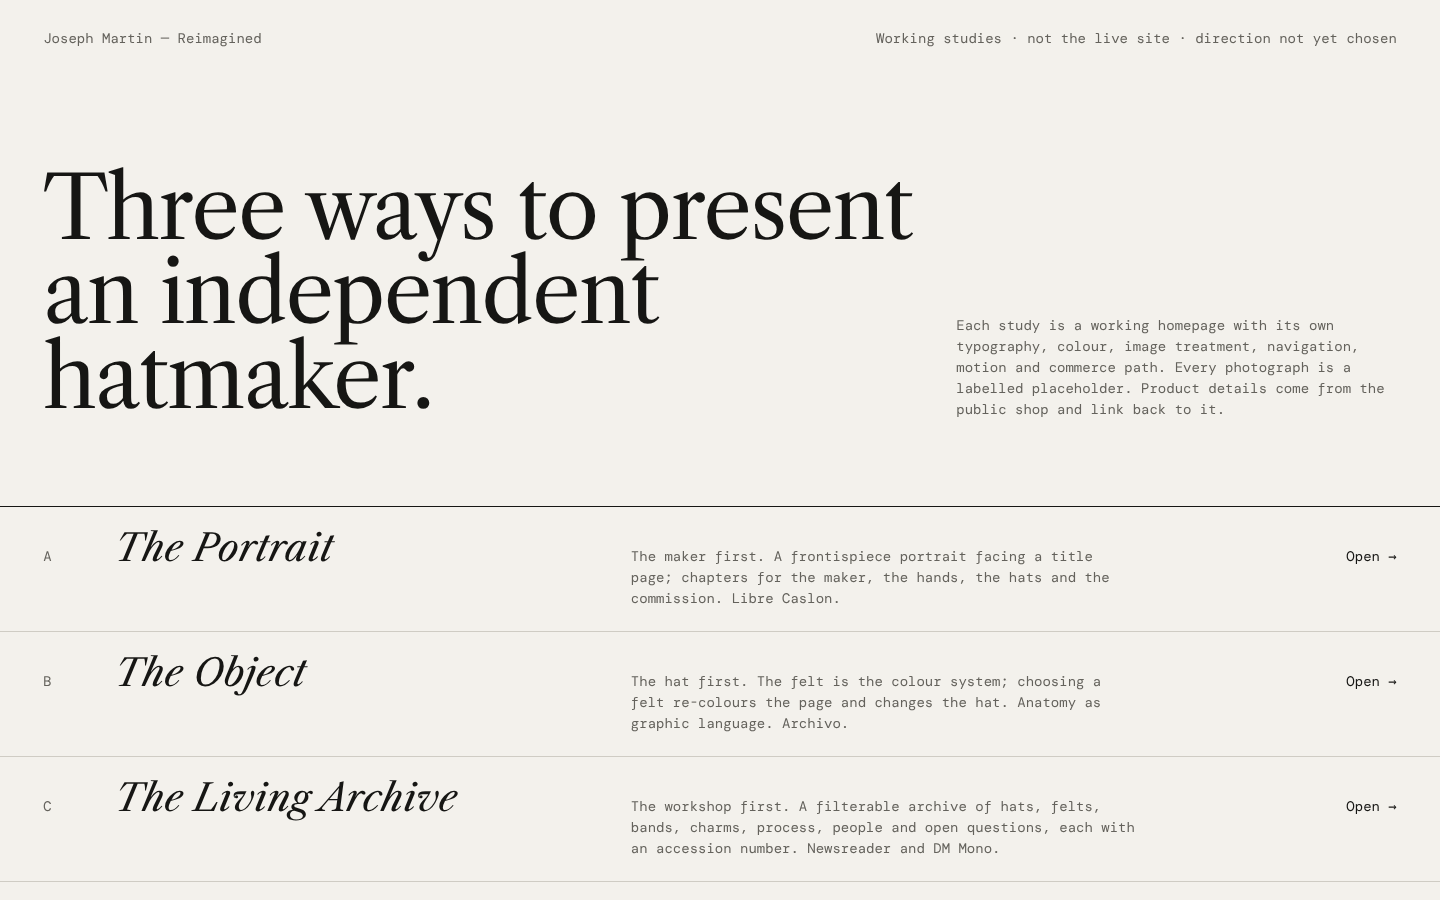 Joseph Martin — Reimagined
Working studies · not the live site · direction not yet chosen
Three ways to present
an independent
hatmaker.
Each study is a working homepage with its own
typography, colour, image treatment, navigation,
motion and commerce path. Every photograph is a
labelled placeholder. Product details come from the
public shop and link back to it.
A
The Portrait
The maker first. A frontispiece portrait facing a title
page; chapters for the maker, the hands, the hats and the
commission. Libre Caslon.
Open →
B
The Object
The hat first. The felt is the colour system; choosing a
felt re-colours the page and changes the hat. Anatomy as
graphic language. Archivo.
Open →
C
The Living Archive
The workshop first. A filterable archive of hats, felts,
bands, charms, process, people and open questions, each with
an accession number. Newsreader and DM Mono.
Open →